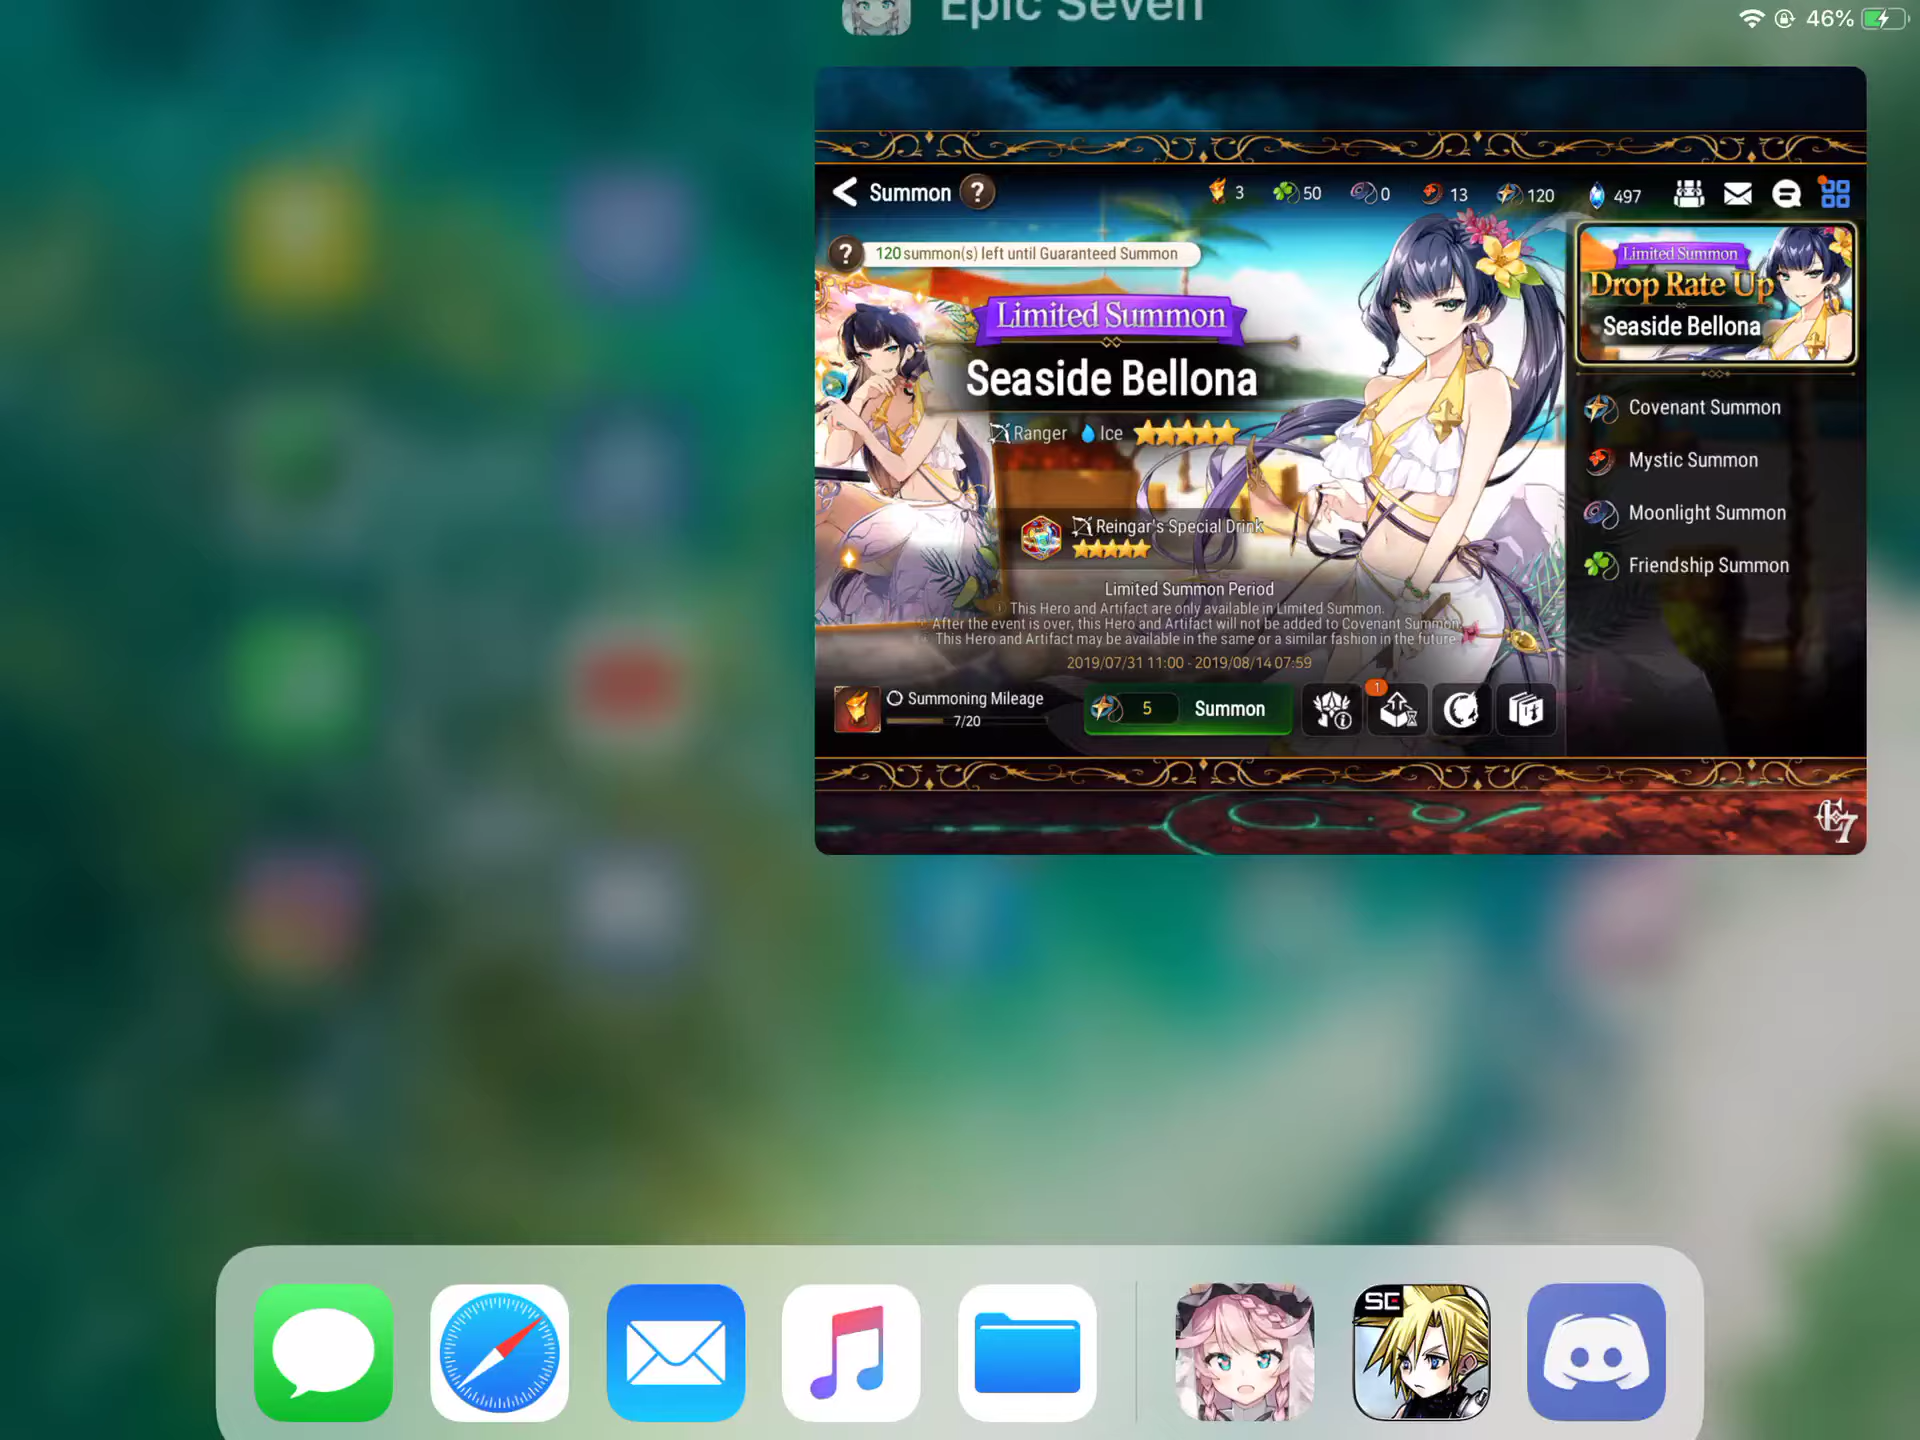 Epic Seven
46%
Summon
?
3
50
0
13
120
497
?
120 summon(s) left until Guaranteed Summon
Limited Summon
Seaside Bellona
Ranger
Ice
Reingar's Special Drink
Limited Summon Period
This Hero and Artifact are only available in Limited Summon.
After the event is over, this Hero and Artifact will not be added to Covenant Summon.
This Hero and Artifact may be available in the same or a similar fashion in the future
2019/07/31 11:00 - 2019/08/14 07:59
Summoning Mileage
7/20
5
Summon
1
Limited Summon
Drop Rate Up
Seaside Bellona
Covenant Summon
Mystic Summon
Moonlight Summon
Friendship Summon
E7
SE